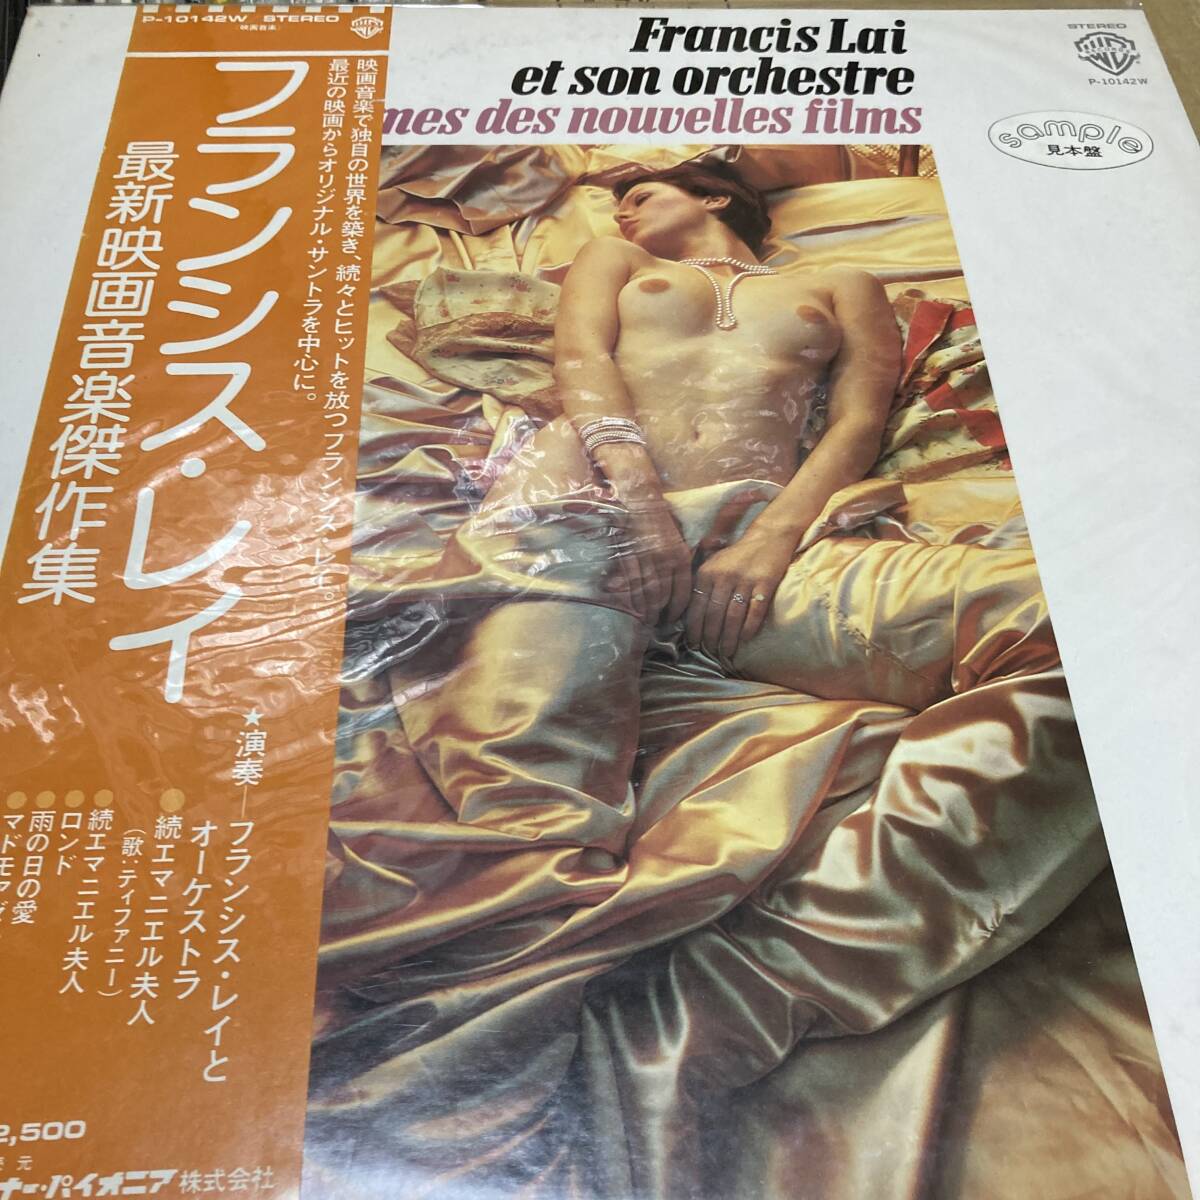 P-10142W STEREO
(映画音楽)
フランシス・レイ
最新映画音楽傑作集
映画音楽で独自の世界を築き、続々とヒットを放つフランシス・レイ。
最近の映画からオリジナル・サントラを中心に。
★演奏—フランシス・レイと
オーケストラ
続エマニエル夫人
(歌:ティファニー)
続エマニエル夫人
ロンド
雨の日の愛
マドモアゼ
2,500
ナー・パイオニア株式会社
Francis Lai
et son orchestre
mes des nouvelles films
STEREO
P-10142W
sample
見本盤